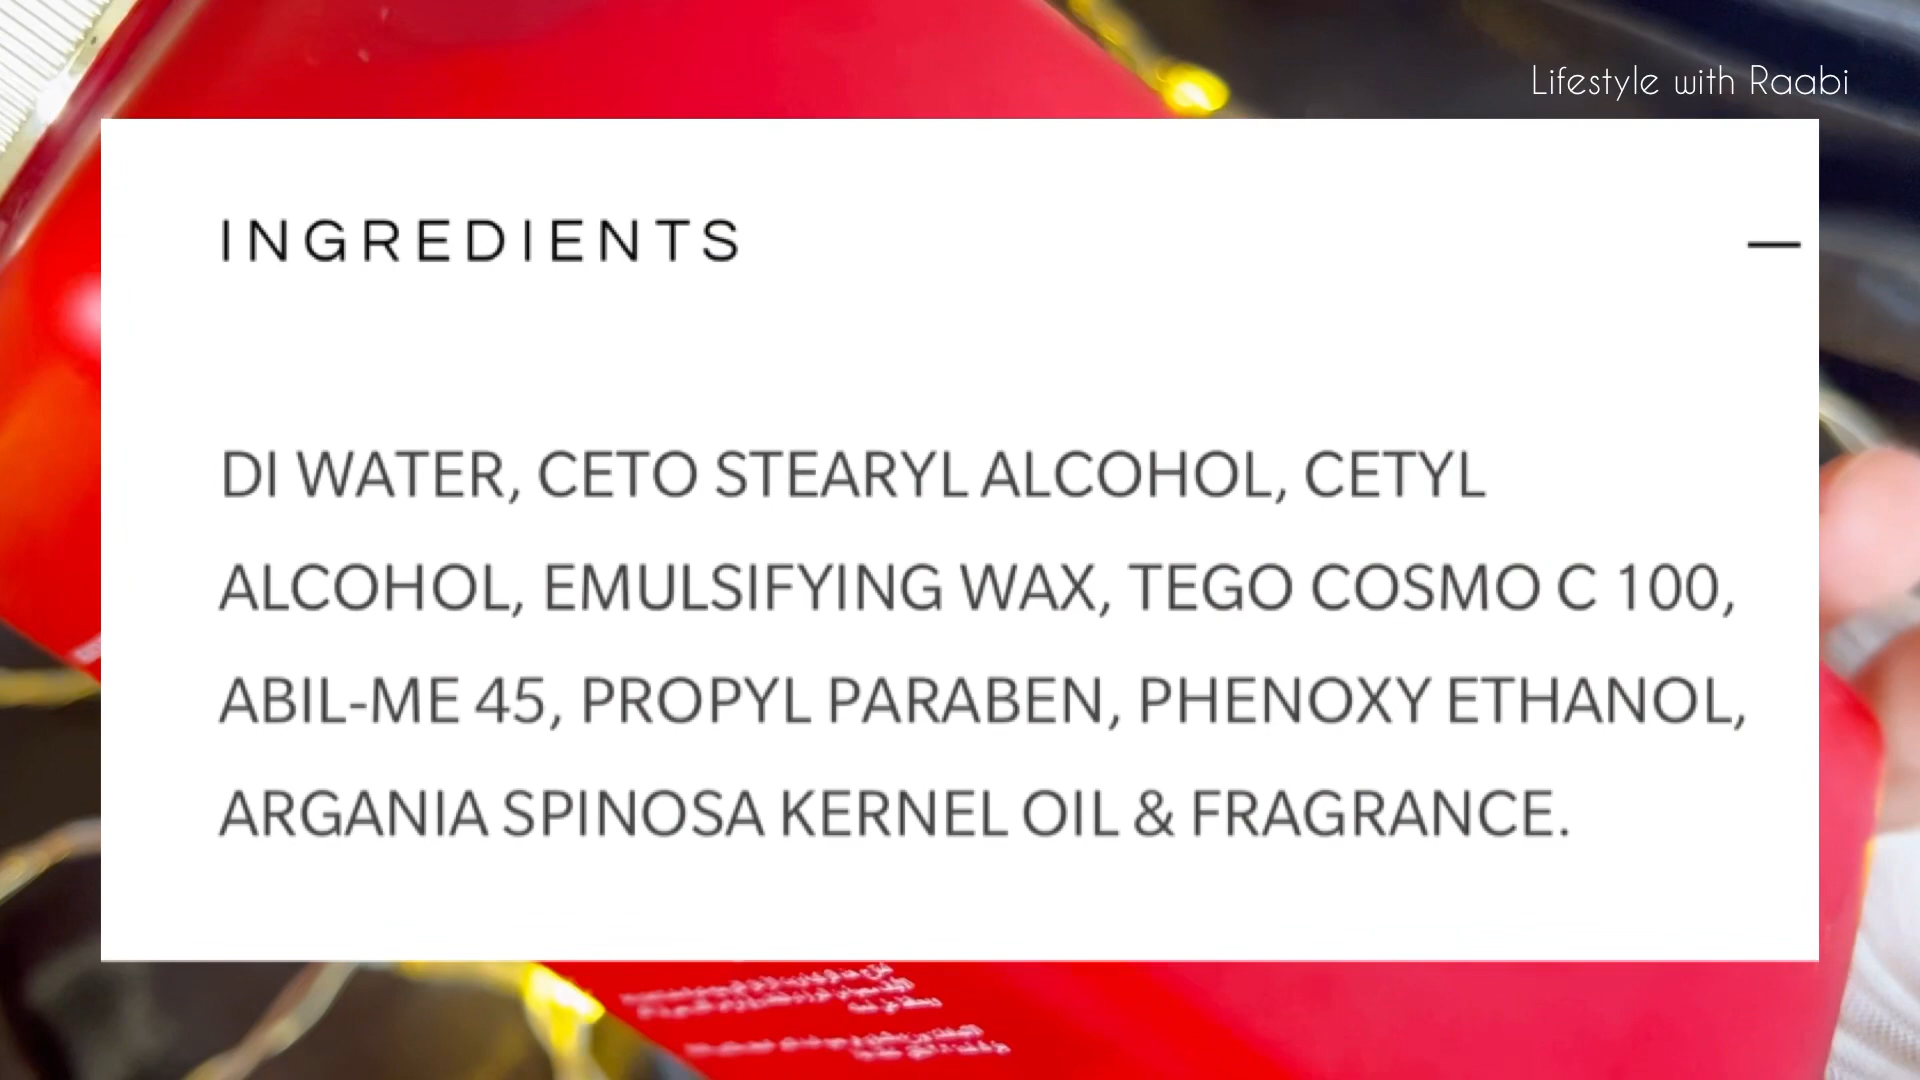 Lifestyle with Raabi
INGREDIENTS
DI WATER, CETO STEARYL ALCOHOL, CETYL
ALCOHOL, EMULSIFYING WAX, TEGO COSMO C 100,
ABIL-ME 45, PROPYL PARABEN, PHENOXY ETHANOL,
ARGANIA SPINOSA KERNEL OIL & FRAGRANCE.